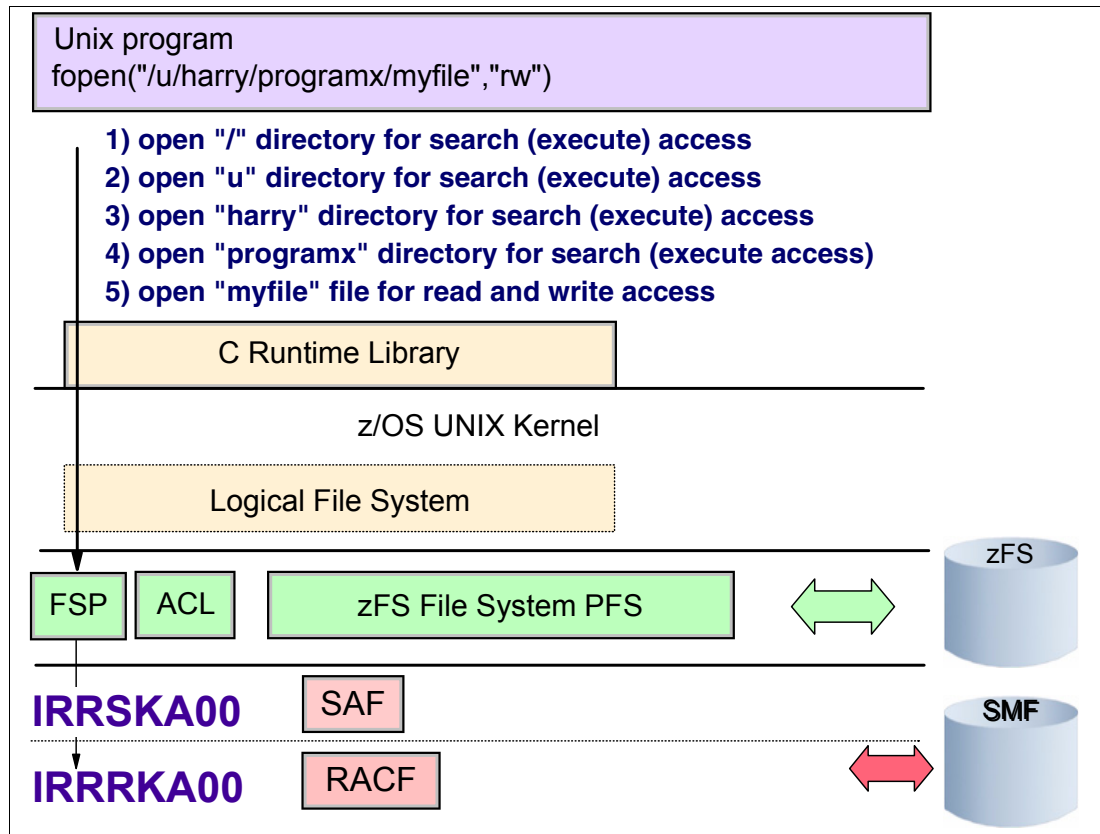 Unix program
fopen("/u/harry/programx/myfile","rw")
1) open "/" directory for search (execute) access
2) open "u" directory for search (execute) access
3) open "harry" directory for search (execute) access
4) open "programx" directory for search (execute access)
5) open "myfile" file for read and write access
C Runtime Library
z/OS UNIX Kernel
Logical File System
zFS
FSP
ACL
zFS File System PFS
IRRSKA00
SAF
SMF
IRRRKA00
RACF